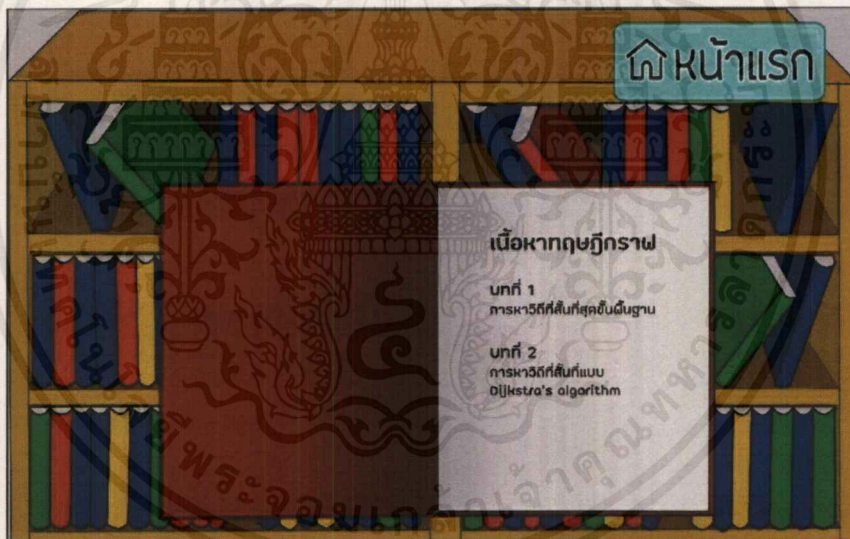 หน้าแรก
เนื้อหาทฤษฎีกราฟ
บทที่ 1
การหาวิถีที่สั้นที่สุดขั้นพื้นฐาน
บทที่ 2
การหาวิถีที่สั้นที่แบบ
Dijkstra's algorithm